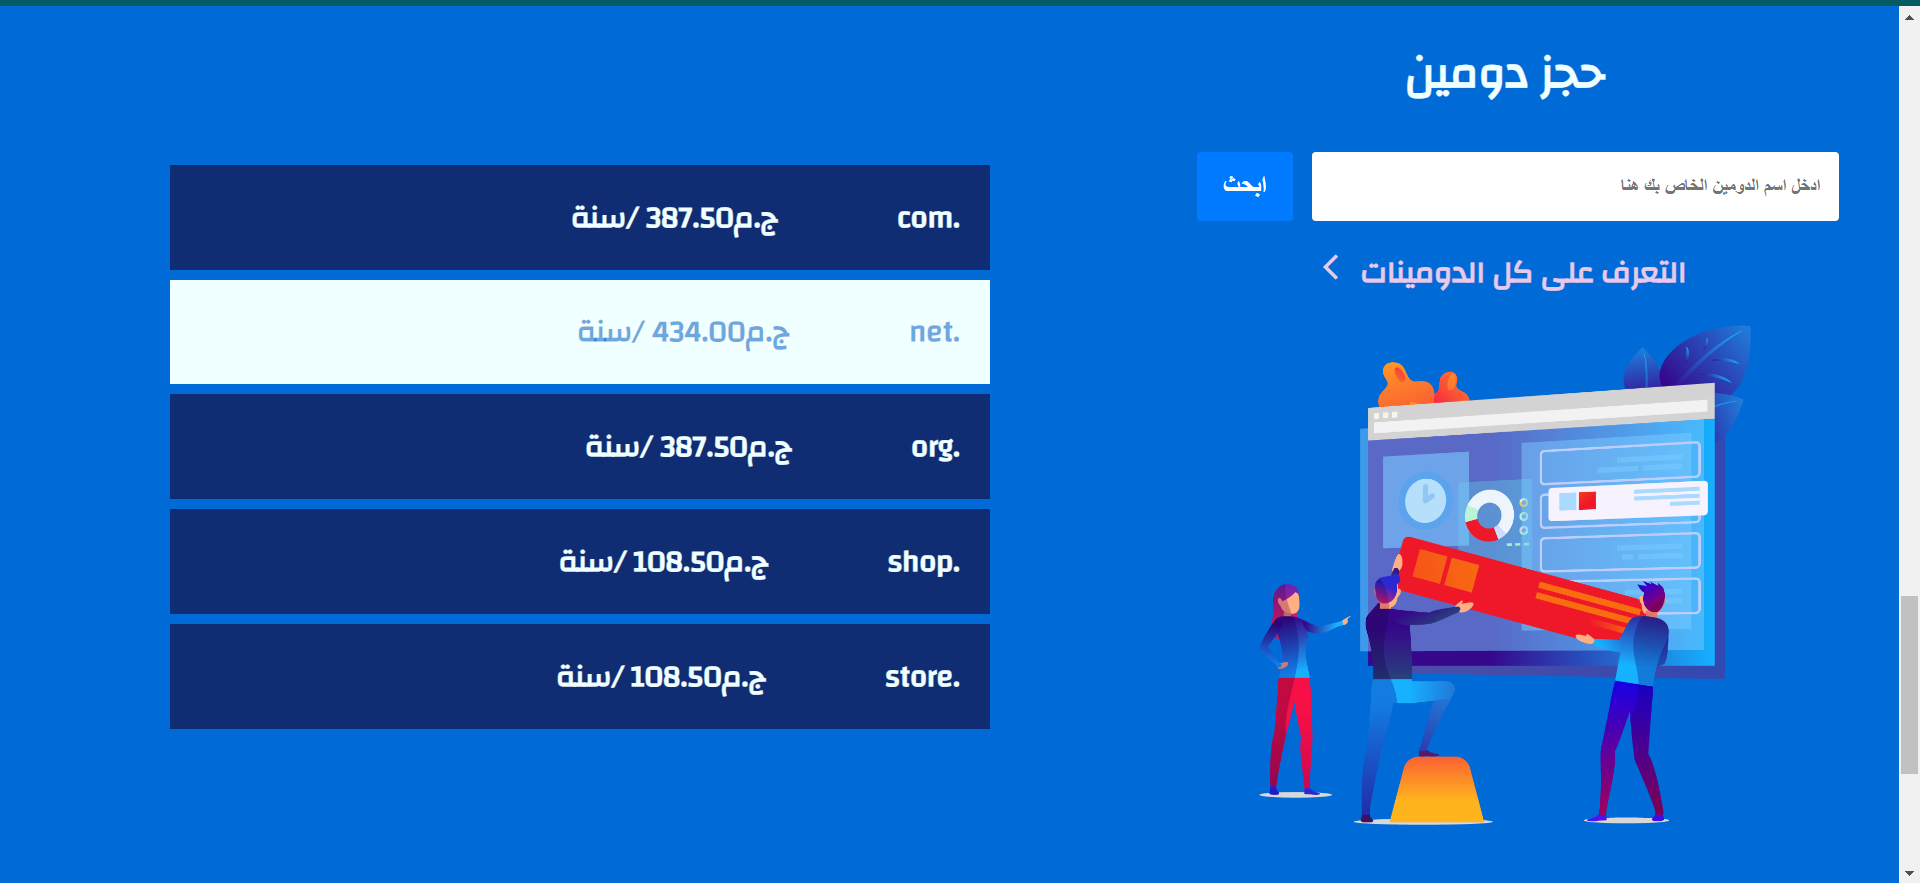 حجز دومين
ادخل اسم الدومين الخاص بك هنا
ابحث
التعرف على كل الدومينات
.com ج.م387.50 /سنة
.net ج.م434.00 /سنة
.org ج.م387.50 /سنة
.shop ج.م108.50 /سنة
.store ج.م108.50 /سنة